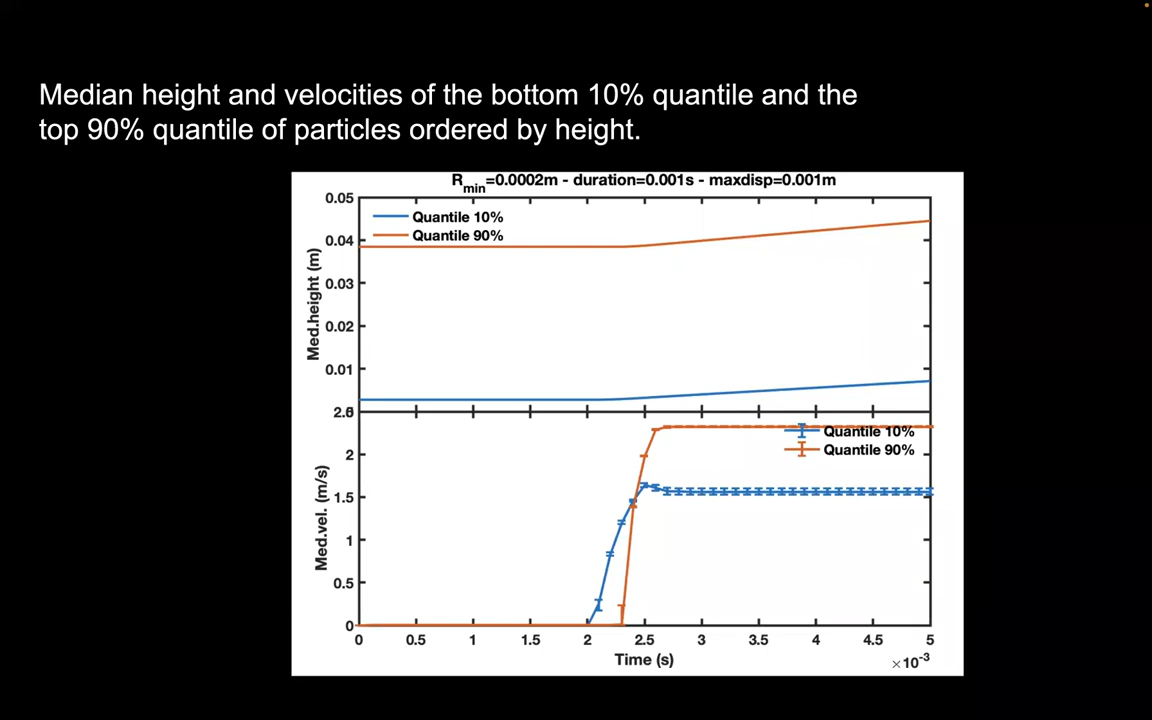 Median height and velocities of the bottom 10% quantile and the
top 90% quantile of particles ordered by height.
Rmin=0.0002m - duration=0.001s - maxdisp=0.001m
0.05
Quantile 10%
Quantile 90%
0.04
0.03
0.02
0.01
Med.height (m)
Quantile 10%
Quantile 90%
2
1.5
1
0.5
0
Med.vel. (m/s)
0 0.5 1 1.5 2 2.5 3 3.5 4 4.5 5
Time (s)
×10-3